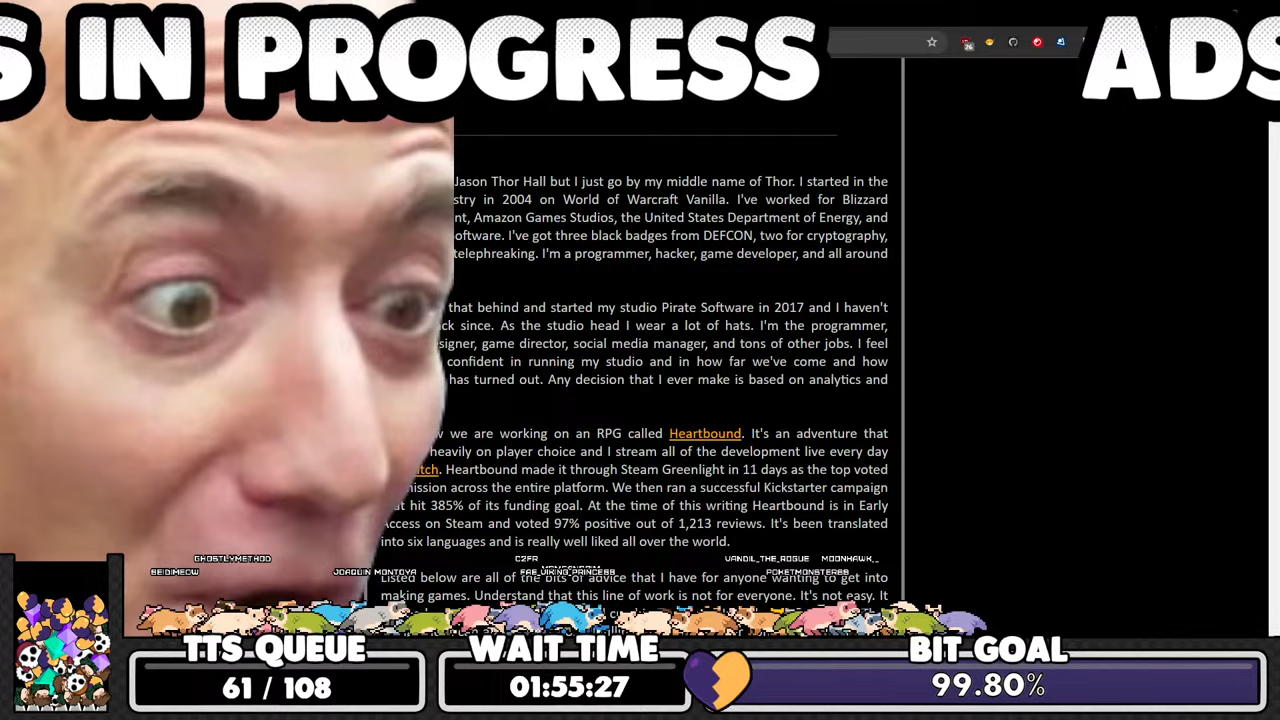 S IN PROGRESS
ADS
Jason Thor Hall but I just go by my middle name of Thor. I started in the
stry in 2004 on World of Warcraft Vanilla. I've worked for Blizzard
nt, Amazon Games Studios, the United States Department of Energy, and
oftware. I've got three black badges from DEFCON, two for cryptography,
telephreaking. I'm a programmer, hacker, game developer, and all around
that behind and started my studio Pirate Software in 2017 and I haven't
ck since. As the studio head I wear a lot of hats. I'm the programmer,
signer, game director, social media manager, and tons of other jobs. I feel
confident in running my studio and in how far we've come and how
has turned out. Any decision that I ever make is based on analytics and
w we are working on an RPG called Heartbound. It's an adventure that
heavily on player choice and I stream all of the development live every day
itch. Heartbound made it through Steam Greenlight in 11 days as the top voted
mission across the entire platform. We then ran a successful Kickstarter campaign
at hit 385% of its funding goal. At the time of this writing Heartbound is in Early
Access on Steam and voted 97% positive out of 1,213 reviews. It's been translated
into six languages and is really well liked all over the world.
GHOSTLYMETHOD
C2FR
VANDIL_THE_ROGUE
MOONHAWK_
BEIDIMEOW
JOAQUIN MONTOYA
FAE_VIKING_PRINCESS
POKETMONSTERS
Listed below are all of the bits of advice that I have for anyone wanting to get into
making games. Understand that this line of work is not for everyone. It's not easy. It
TTS QUEUE
61 / 108
WAIT TIME
01:55:27
BIT GOAL
99.80%